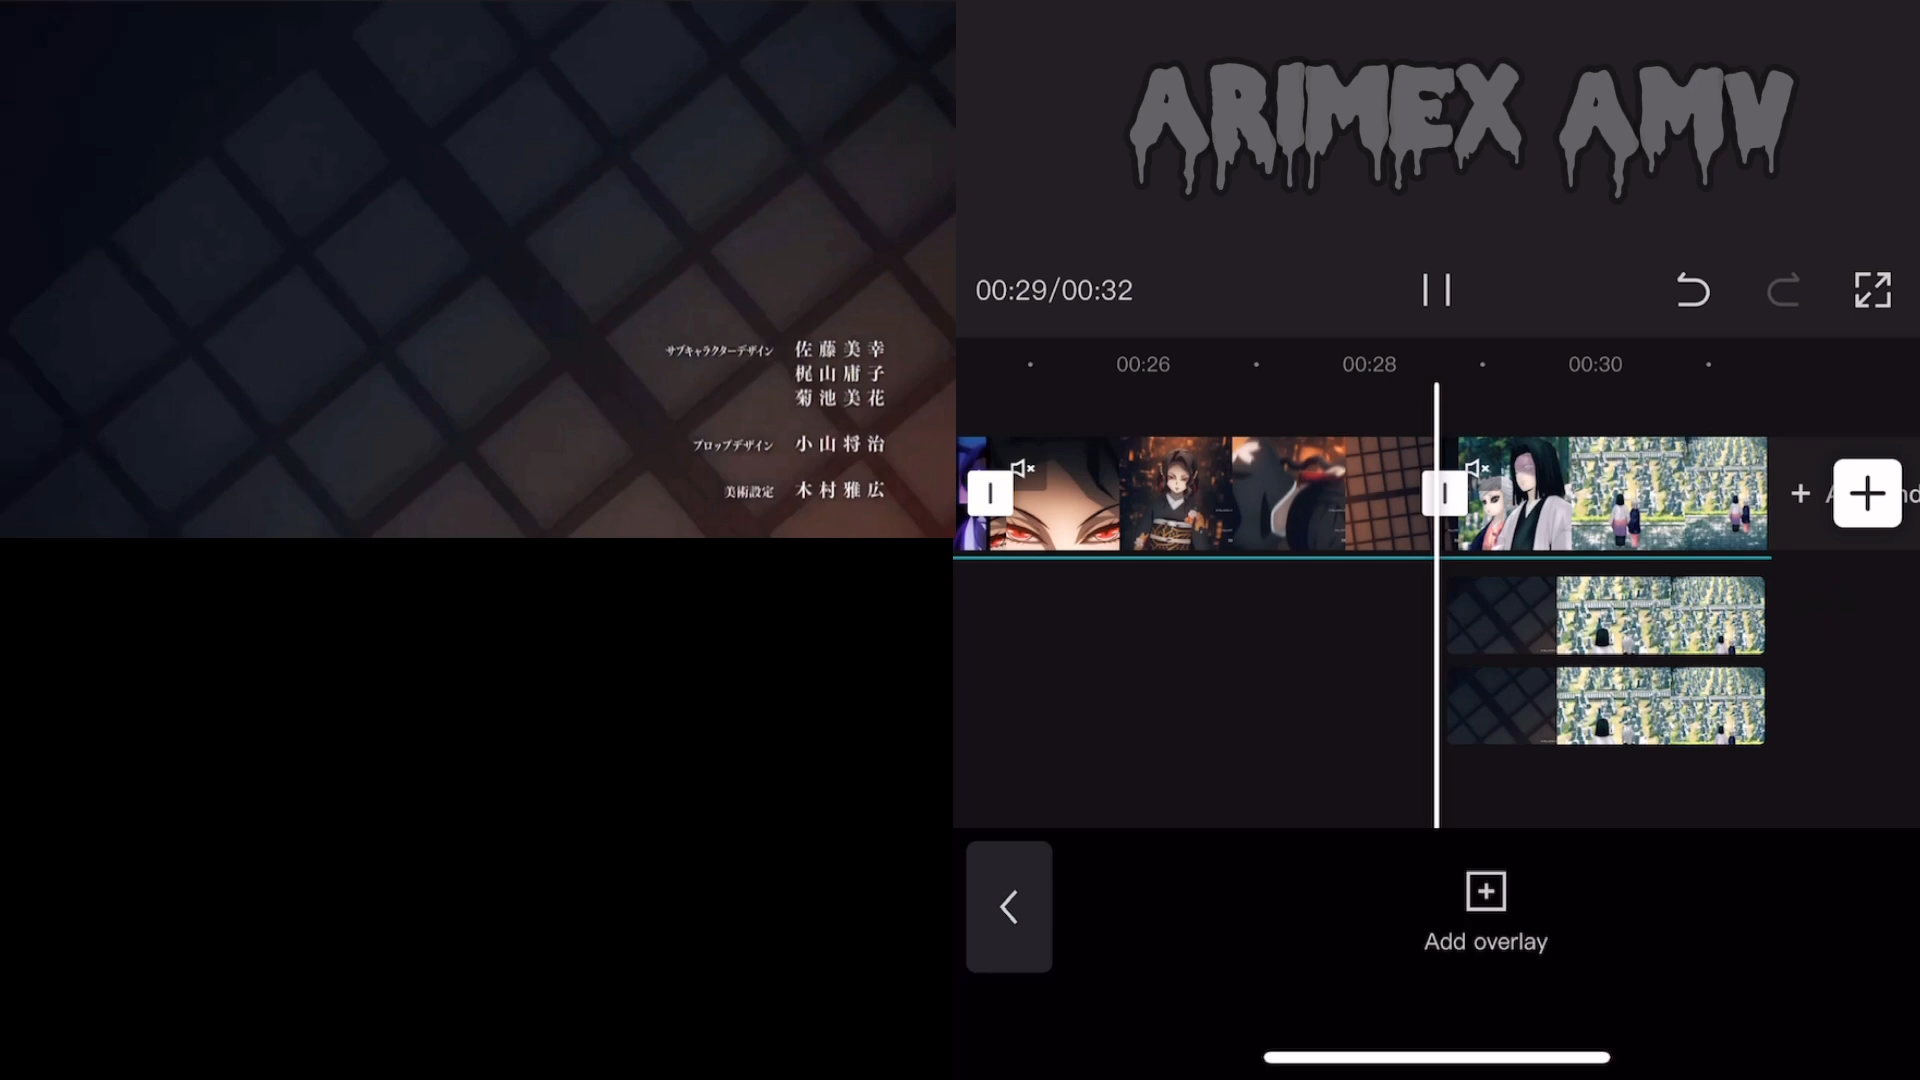 サブキャラクターデザイン 佐藤美幸
梶山庸子
菊池美花
プロップデザイン 小山将治
美術設定 木村雅広
ARIMEX AMV
00:29/00:32
00:26 00:28 00:30
Add overlay